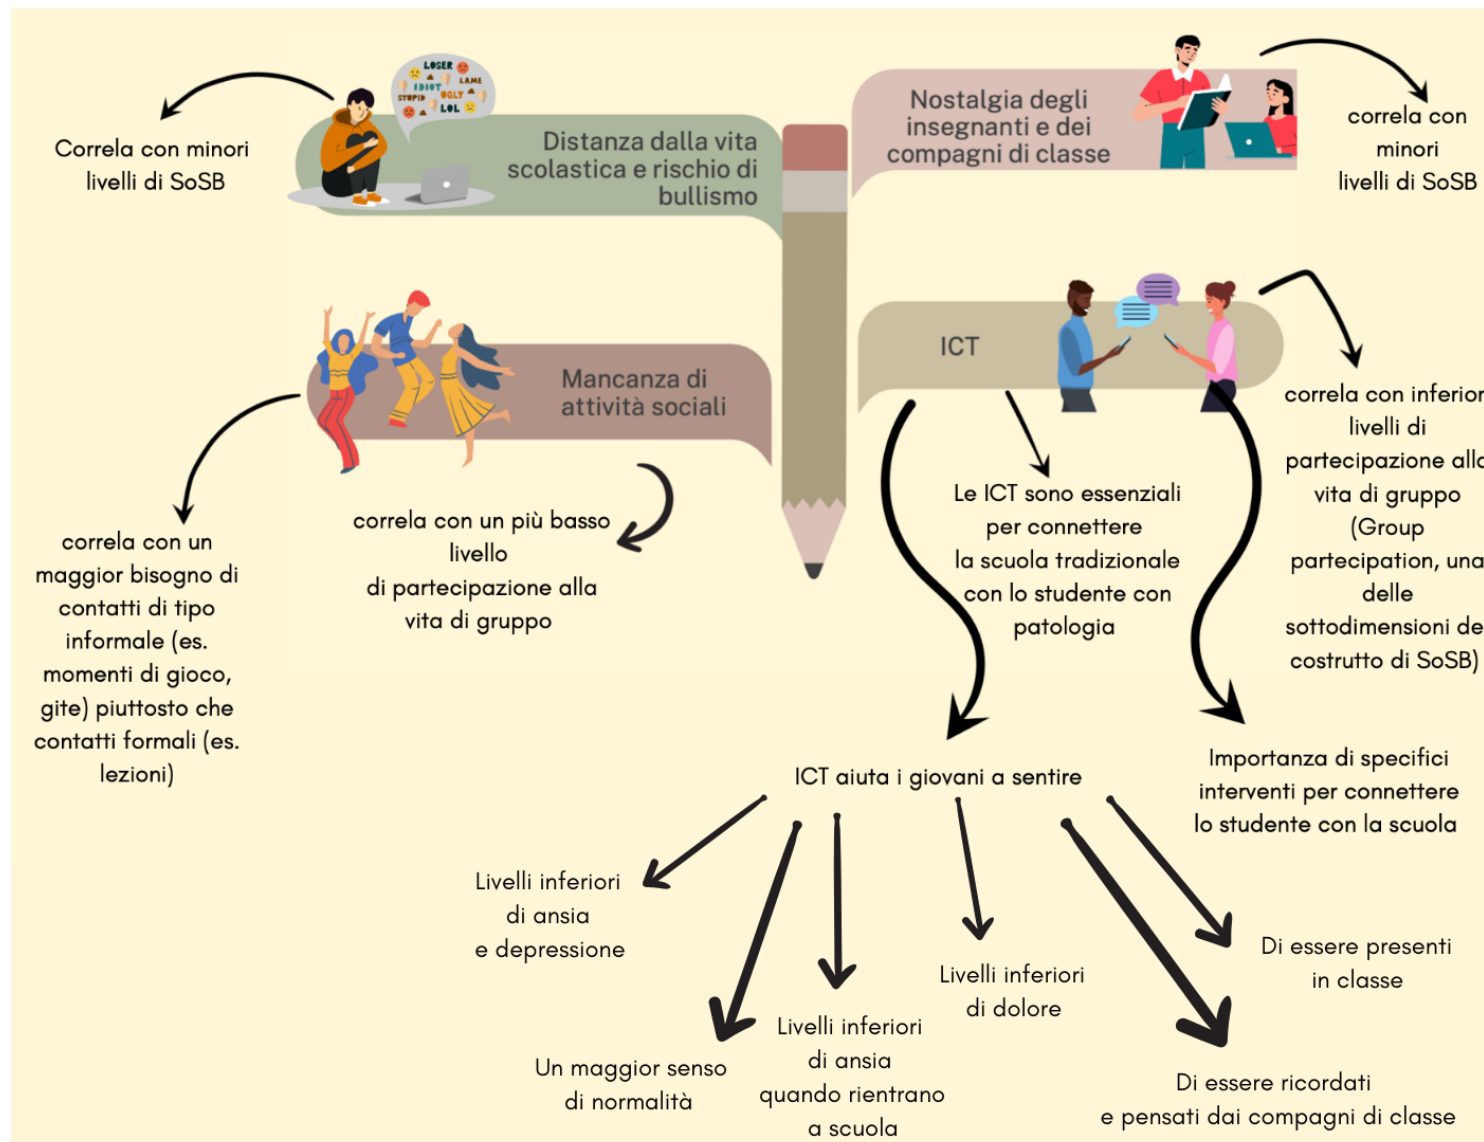 LOSER
IDIOT
LAME
STUPID
UGLY
LOL
Distanza dalla vita
scolastica e rischio di
bullismo
Correla con minori
livelli di SoSB
Nostalgia degli
insegnanti e dei
compagni di classe
correla con
minori
livelli di SoSB
Mancanza di
attività sociali
correla con un
maggior bisogno di
contatti di tipo
informale (es.
momenti di gioco,
gite) piuttosto che
contatti formali (es.
lezioni)
correla con un più basso
livello
di partecipazione alla
vita di gruppo
ICT
Le ICT sono essenziali
per connettere
la scuola tradizionale
con lo studente con
patologia
correla con inferior
livelli di
partecipazione alla
vita di gruppo
(Group
partecipation, una
delle
sottodimensioni de
costrutto di SoSB)
Importanza di specifici
interventi per connettere
lo studente con la scuola
ICT aiuta i giovani a sentire
Livelli inferiori
di ansia
e depressione
Un maggior senso
di normalità
Livelli inferiori
di ansia
quando rientrano
a scuola
Livelli inferiori
di dolore
Di essere presenti
in classe
Di essere ricordati
e pensati dai compagni di classe